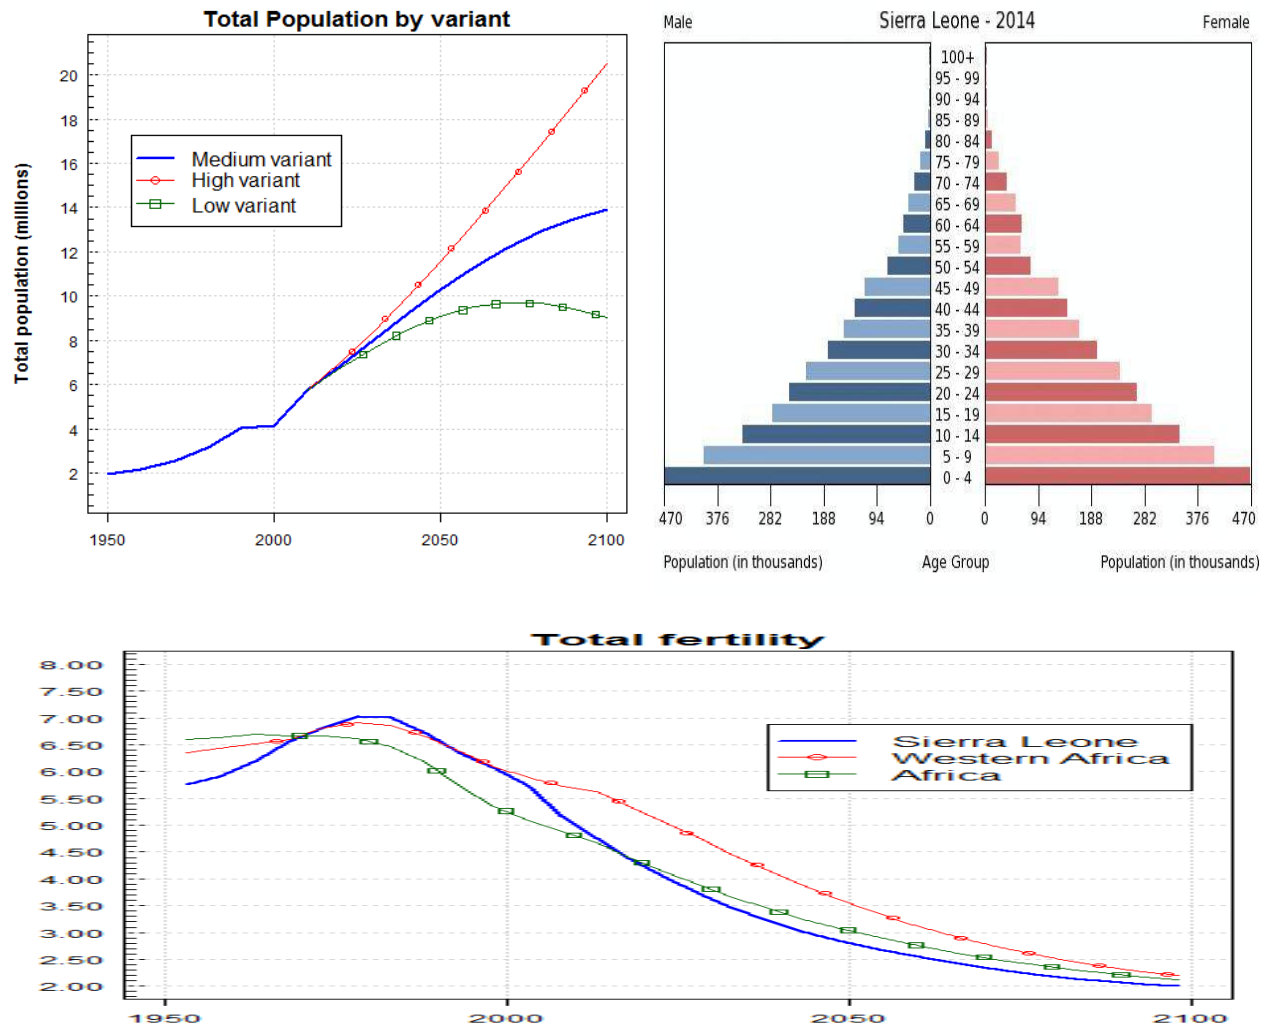 Total Population by variant
Total population (millions)
20
18
16
14
12
10
8
6
4
2
Medium variant
High variant
Low variant
1950 2000 2050 2100
Male Sierra Leone - 2014 Female
100+
95 - 99
90 - 94
85 - 89
80 - 84
75 - 79
70 - 74
65 - 69
60 - 64
55 - 59
50 - 54
45 - 49
40 - 44
35 - 39
30 - 34
25 - 29
20 - 24
15 - 19
10 - 14
5 - 9
0 - 4
470 376 282 188 94 0 0 94 188 282 376 470
Population (in thousands) Age Group Population (in thousands)
Total fertility
8.00
7.50
7.00
6.50
6.00
5.50
5.00
4.50
4.00
3.50
3.00
2.50
2.00
Sierra Leone
Western Africa
Africa
1950 2000 2050 2100